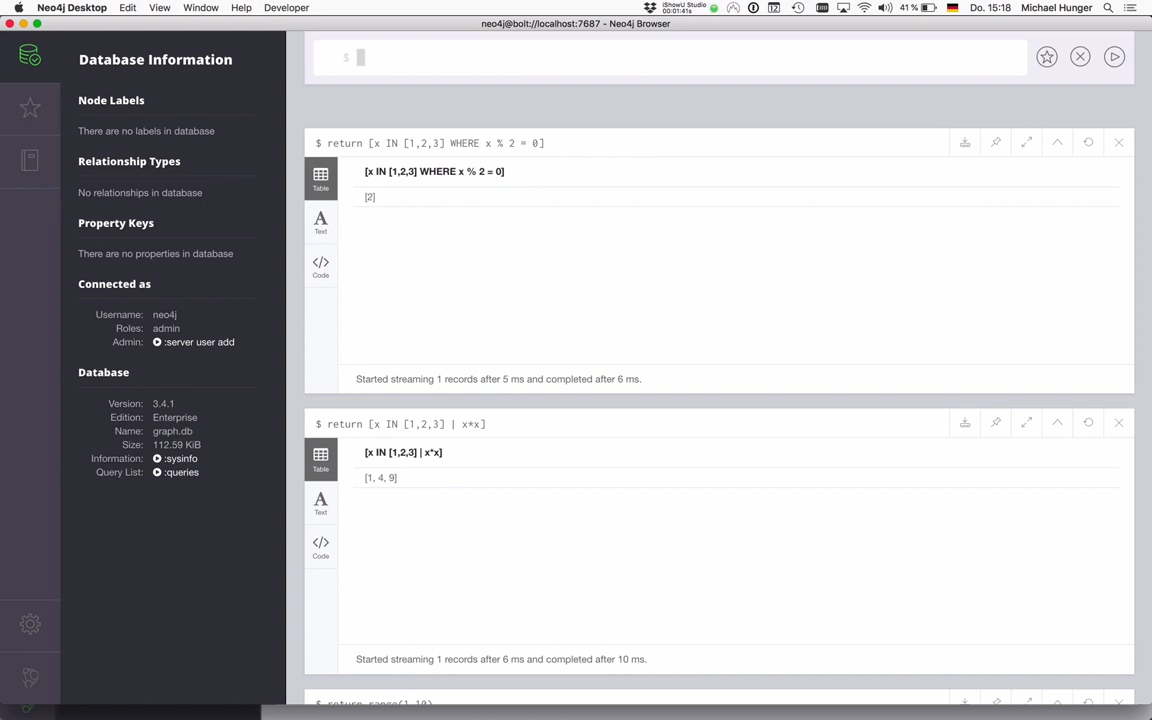 Neo4j Desktop Edit View Window Help Developer iShowU Studio 00:01:41s 12 41 % Do. 15:18 Michael Hunger
neo4j@bolt://localhost:7687 - Neo4j Browser
Database Information
Node Labels
There are no labels in database
Relationship Types
No relationships in database
Property Keys
There are no properties in database
Connected as
Username: neo4j
Roles: admin
Admin: :server user add
Database
Version: 3.4.1
Edition: Enterprise
Name: graph.db
Size: 112.59 KiB
Information: :sysinfo
Query List: :queries
$
$ return [x IN [1,2,3] WHERE x % 2 = 0]
Table
Text
Code
[x IN [1,2,3] WHERE x % 2 = 0]
[2]
Started streaming 1 records after 5 ms and completed after 6 ms.
$ return [x IN [1,2,3] | x*x]
Table
Text
Code
[x IN [1,2,3] | x*x]
[1, 4, 9]
Started streaming 1 records after 6 ms and completed after 10 ms.
$ return range(1,10)